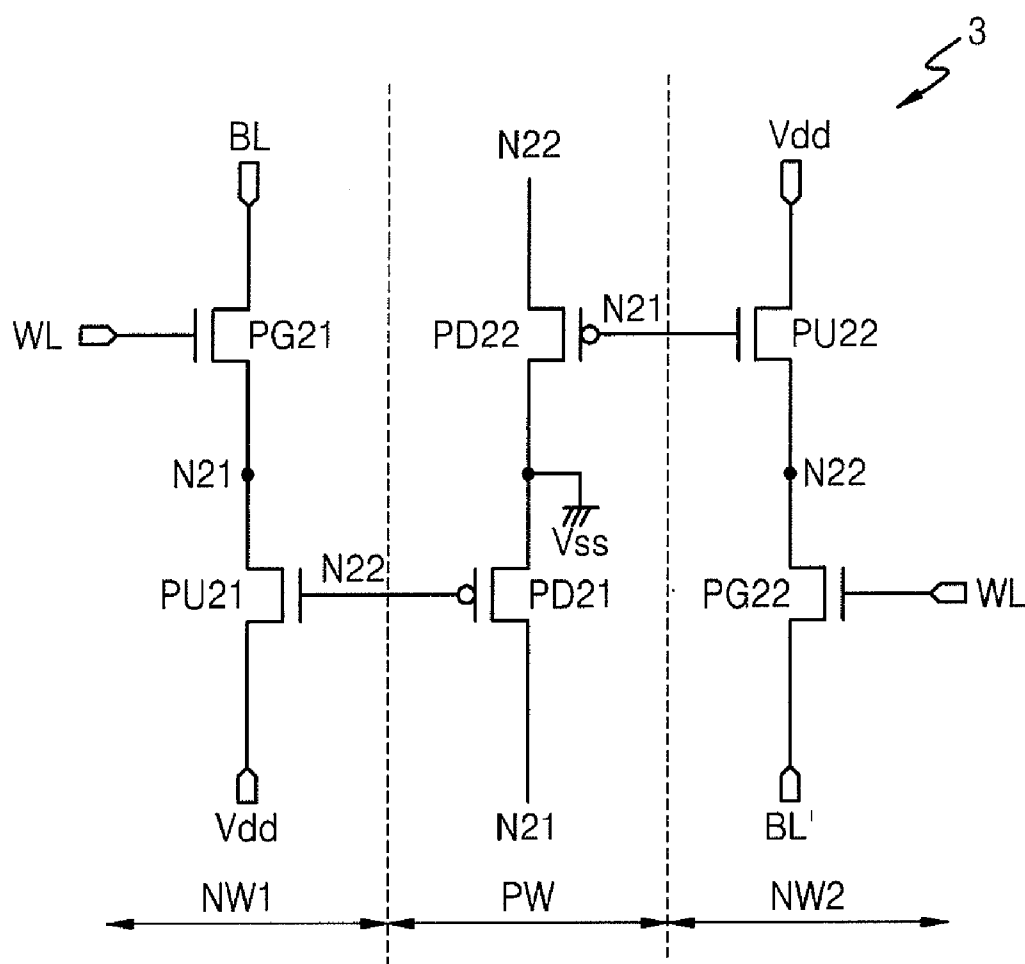 3
BL
N22
Vdd
WL
PG21
PD22
N21
PU22
N21
Vss
N22
PU21
N22
PD21
PG22
WL
Vdd
N21
BL'
NW1
PW
NW2